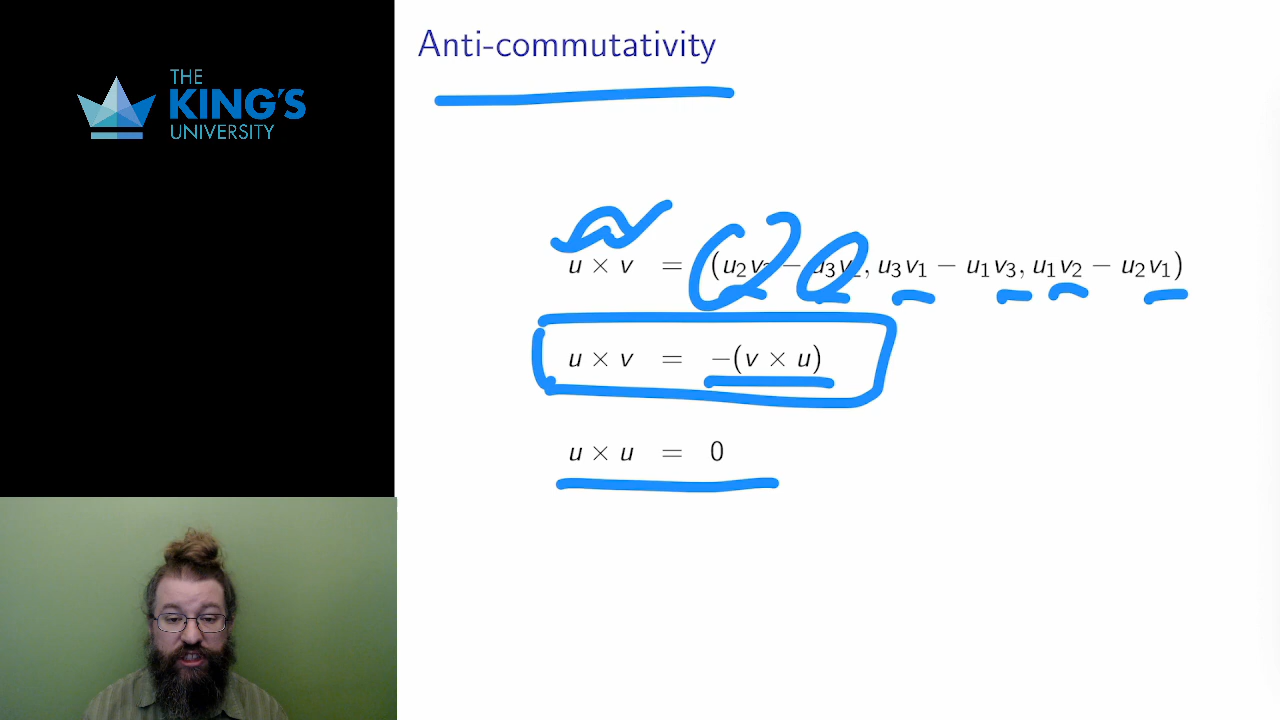 THE
KING'S
UNIVERSITY
Anti-commutativity
u × v = (u₂v₃ − u₃v₂, u₃v₁ − u₁v₃, u₁v₂ − u₂v₁)
u × v = −(v × u)
u × u = 0